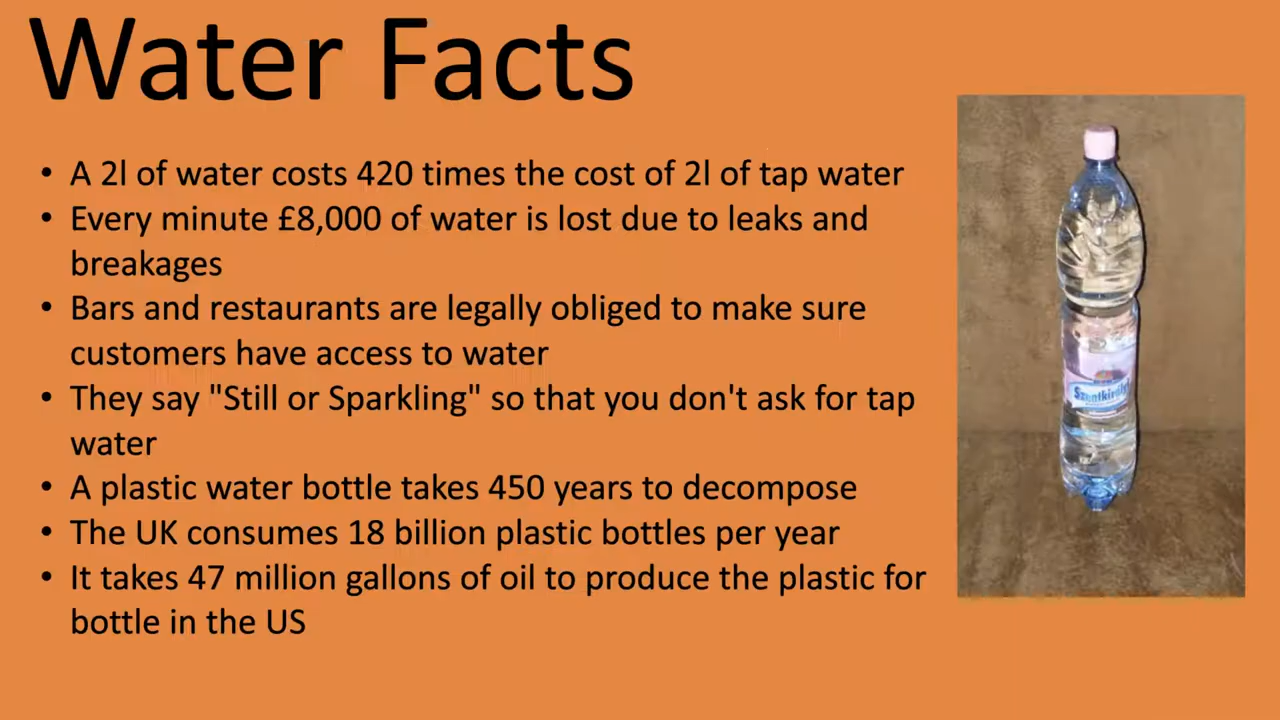 Water Facts
• A 2l of water costs 420 times the cost of 2l of tap water
• Every minute £8,000 of water is lost due to leaks and
breakages
• Bars and restaurants are legally obliged to make sure
customers have access to water
• They say "Still or Sparkling" so that you don't ask for tap
water
• A plastic water bottle takes 450 years to decompose
• The UK consumes 18 billion plastic bottles per year
• It takes 47 million gallons of oil to produce the plastic for
bottle in the US
Szentkirályi